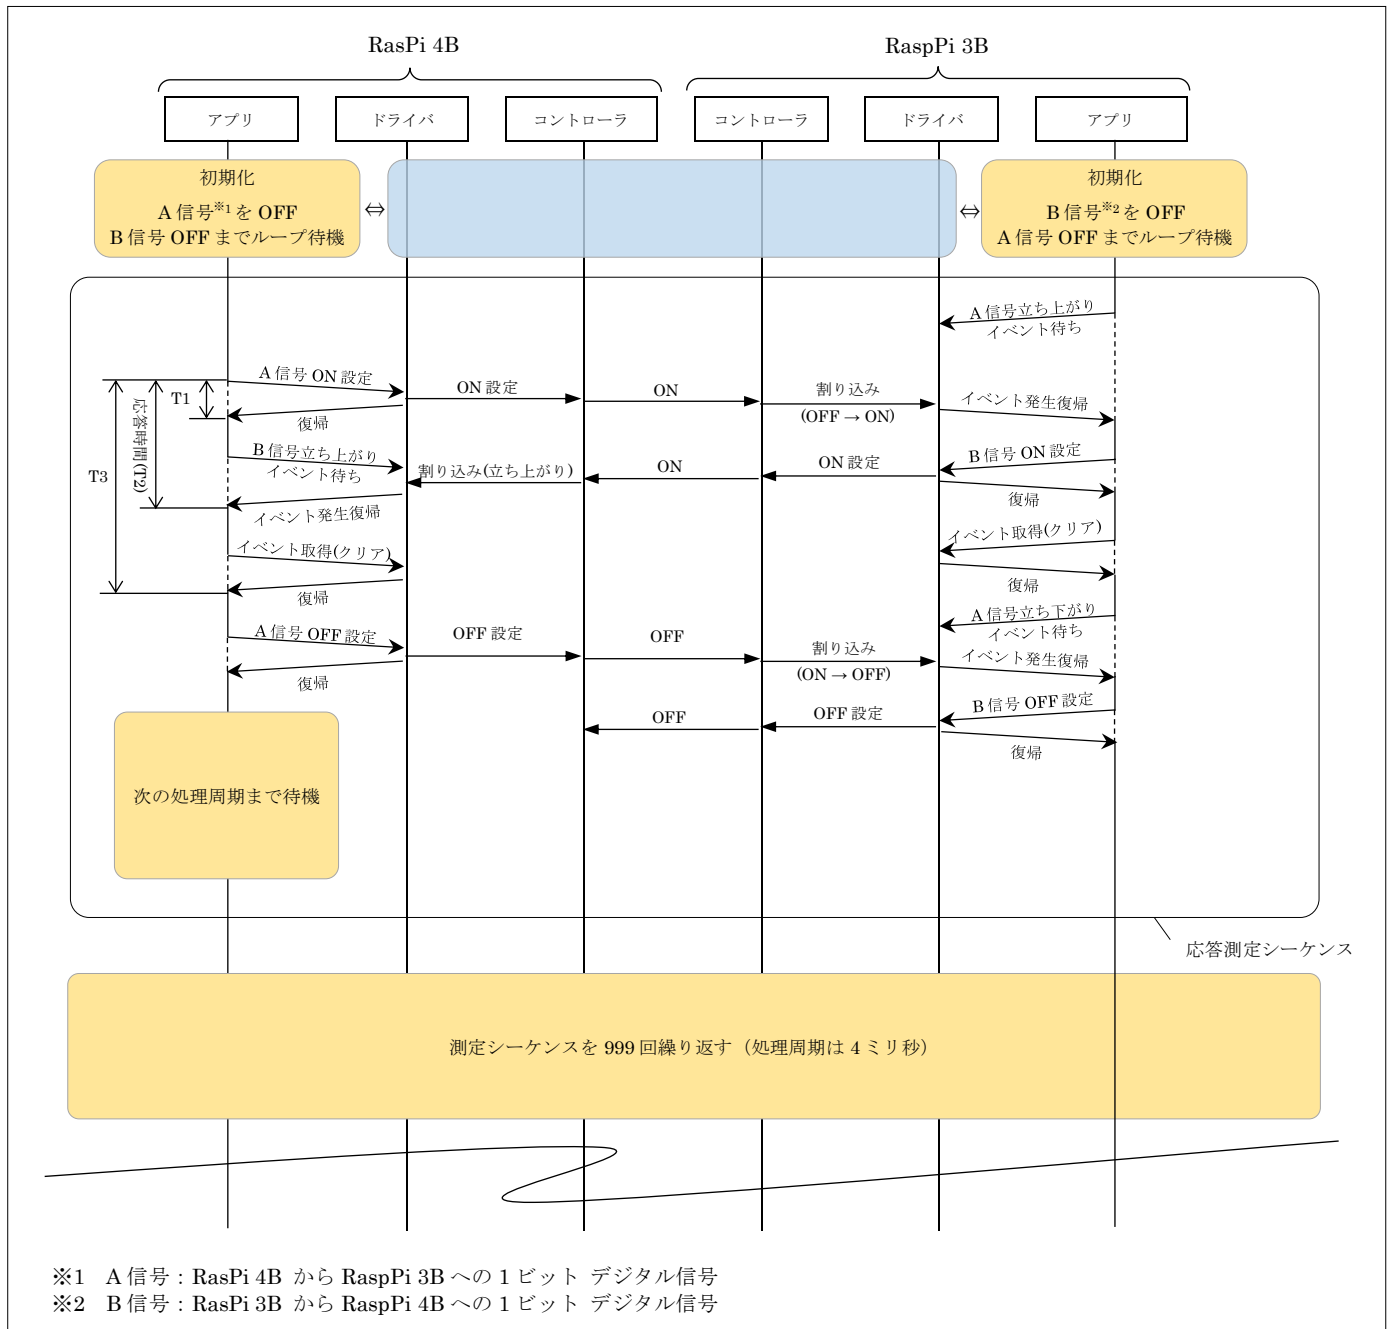 RasPi 4B
RaspPi 3B
アプリ
ドライバ
コントローラ
コントローラ
ドライバ
アプリ
初期化
A 信号※1 を OFF
B 信号 OFF までループ待機
⇔
⇔
初期化
B 信号※2 を OFF
A 信号 OFF までループ待機
A 信号立ち上がり
イベント待ち
A 信号 ON 設定
ON 設定
ON
割り込み
(OFF → ON)
イベント発生復帰
T1
応答時間(T2)
T3
復帰
B 信号立ち上がり
イベント待ち
割り込み(立ち上がり)
ON
ON 設定
B 信号 ON 設定
復帰
イベント発生復帰
イベント取得(クリア)
復帰
イベント取得(クリア)
復帰
A 信号立ち下がり
イベント待ち
A 信号 OFF 設定
OFF 設定
OFF
割り込み
(ON → OFF)
イベント発生復帰
復帰
OFF
OFF 設定
B 信号 OFF 設定
復帰
次の処理周期まで待機
応答測定シーケンス
測定シーケンスを 999 回繰り返す（処理周期は 4 ミリ秒）
※1 A 信号：RasPi 4B から RaspPi 3B への 1 ビット デジタル信号
※2 B 信号：RasPi 3B から RaspPi 4B への 1 ビット デジタル信号